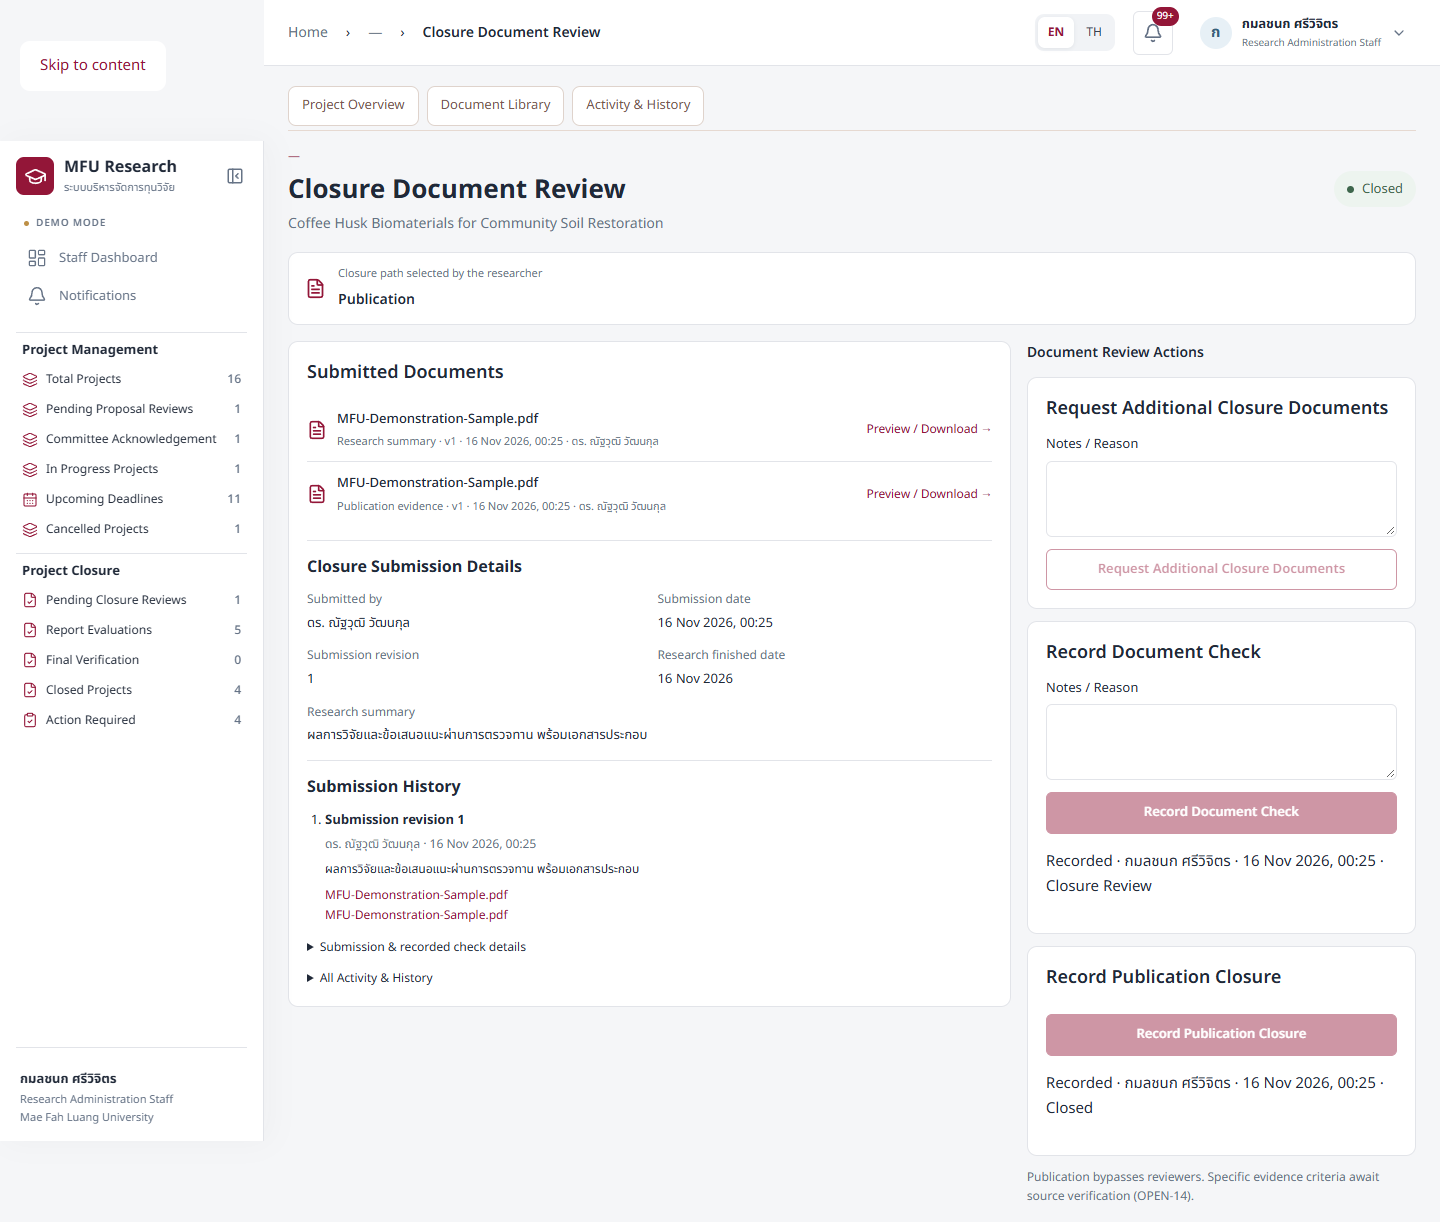 Skip to content
Home › — › Closure Document Review
EN TH
99+
ก
กมลชนก ศรีวิจิตร
Research Administration Staff
MFU Research
ระบบบริหารจัดการทุนวิจัย
DEMO MODE
Staff Dashboard
Notifications
Project Management
Total Projects 16
Pending Proposal Reviews 1
Committee Acknowledgement 1
In Progress Projects 1
Upcoming Deadlines 11
Cancelled Projects 1
Project Closure
Pending Closure Reviews 1
Report Evaluations 5
Final Verification 0
Closed Projects 4
Action Required 4
กมลชนก ศรีวิจิตร
Research Administration Staff
Mae Fah Luang University
Project Overview
Document Library
Activity & History
—
Closure Document Review
Closed
Coffee Husk Biomaterials for Community Soil Restoration
Closure path selected by the researcher
Publication
Submitted Documents
MFU-Demonstration-Sample.pdf
Research summary · v1 · 16 Nov 2026, 00:25 · ดร. ณัฐวุฒิ วัฒนกุล
Preview / Download →
MFU-Demonstration-Sample.pdf
Publication evidence · v1 · 16 Nov 2026, 00:25 · ดร. ณัฐวุฒิ วัฒนกุล
Preview / Download →
Closure Submission Details
Submitted by
ดร. ณัฐวุฒิ วัฒนกุล
Submission date
16 Nov 2026, 00:25
Submission revision
1
Research finished date
16 Nov 2026
Research summary
ผลการวิจัยและข้อเสนอแนะผ่านการตรวจทาน พร้อมเอกสารประกอบ
Submission History
1. Submission revision 1
ดร. ณัฐวุฒิ วัฒนกุล · 16 Nov 2026, 00:25
ผลการวิจัยและข้อเสนอแนะผ่านการตรวจทาน พร้อมเอกสารประกอบ
MFU-Demonstration-Sample.pdf
MFU-Demonstration-Sample.pdf
Submission & recorded check details
All Activity & History
Document Review Actions
Request Additional Closure Documents
Notes / Reason
Request Additional Closure Documents
Record Document Check
Notes / Reason
Record Document Check
Recorded · กมลชนก ศรีวิจิตร · 16 Nov 2026, 00:25 ·
Closure Review
Record Publication Closure
Record Publication Closure
Recorded · กมลชนก ศรีวิจิตร · 16 Nov 2026, 00:25 ·
Closed
Publication bypasses reviewers. Specific evidence criteria await
source verification (OPEN-14).